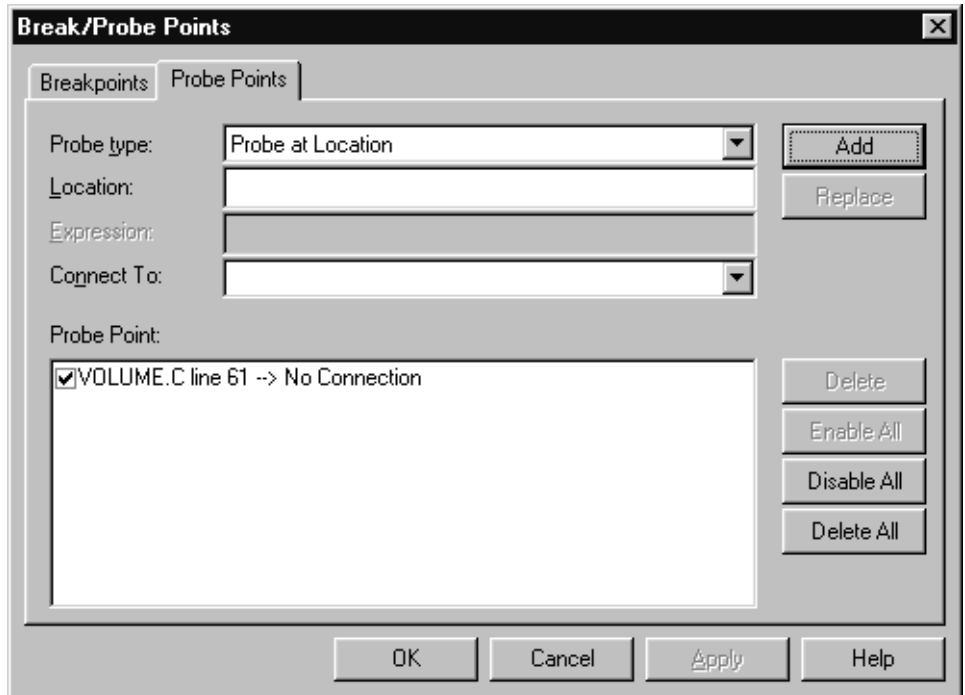 Break/Probe Points
Breakpoints Probe Points
Probe type: Probe at Location Add
Location: Replace
Expression:
Connect To:
Probe Point:
VOLUME.C line 61 --> No Connection
Delete
Enable All
Disable All
Delete All
OK Cancel Apply Help